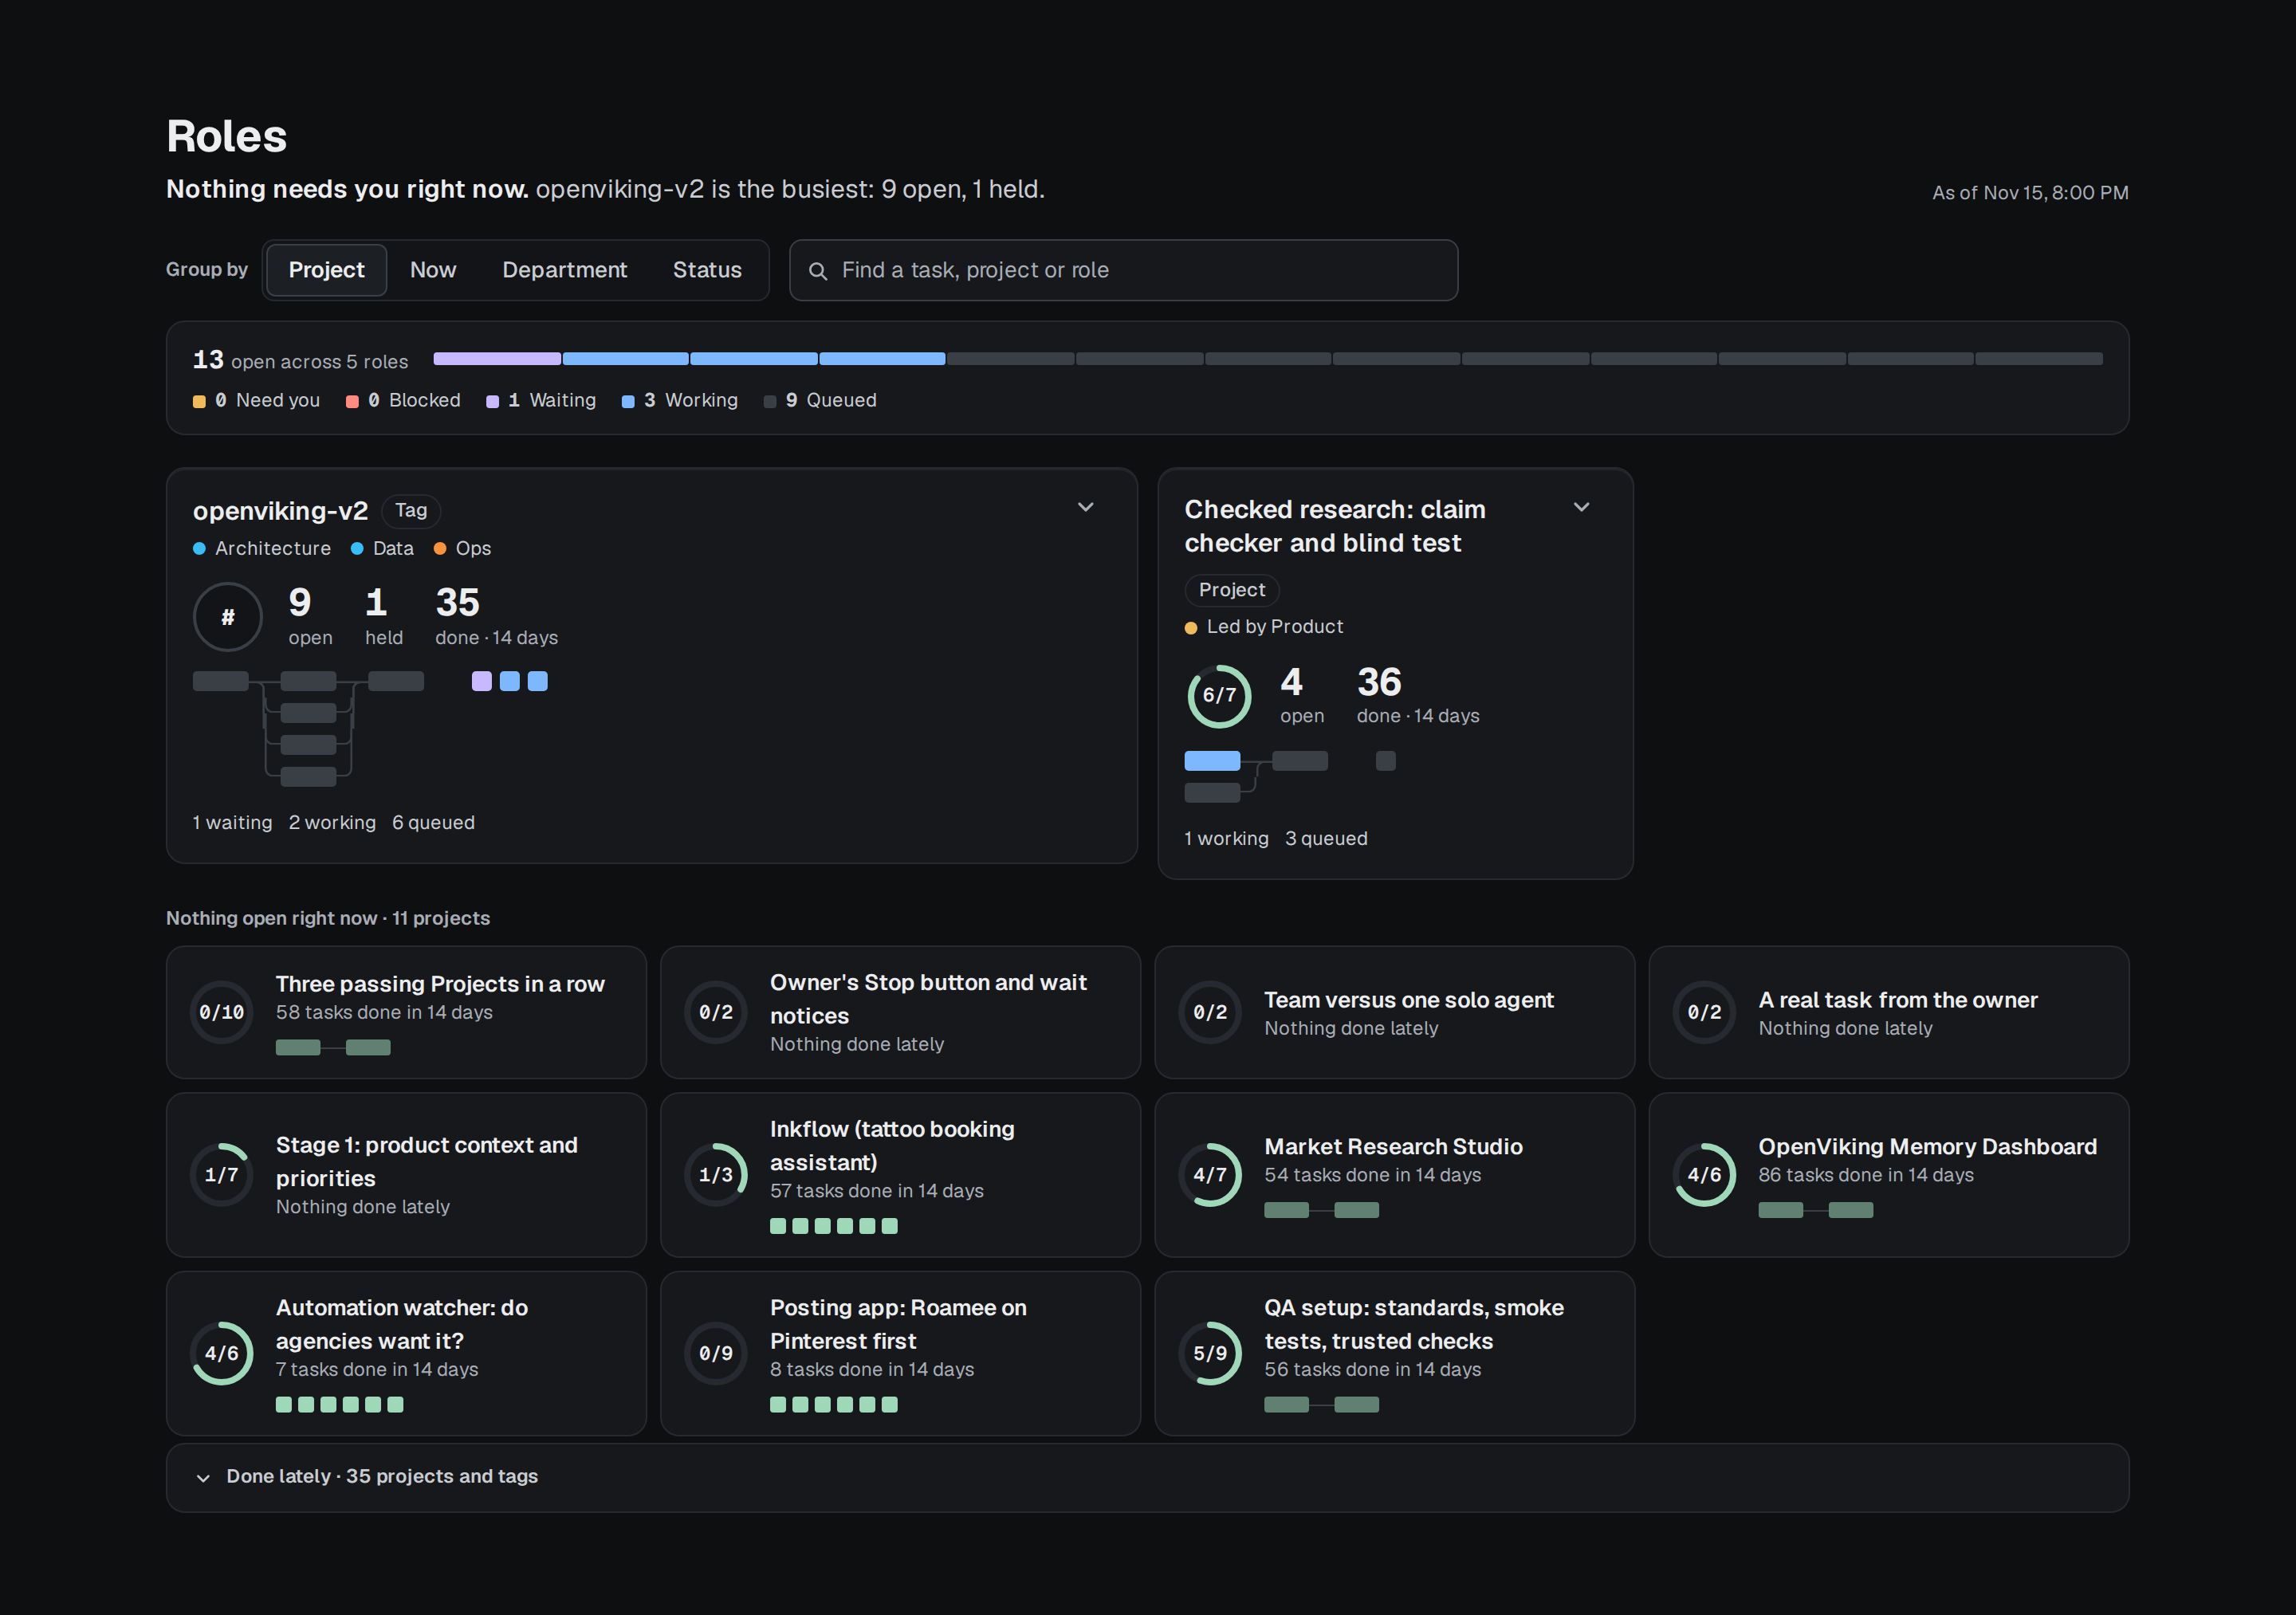 Roles
Nothing needs you right now. openviking-v2 is the busiest: 9 open, 1 held.
As of Nov 15, 8:00 PM
Group by
Project
Now
Department
Status
Find a task, project or role
13 open across 5 roles
0 Need you
0 Blocked
1 Waiting
3 Working
9 Queued
openviking-v2
Tag
Architecture
Data
Ops
#
9
open
1
held
35
done · 14 days
1 waiting
2 working
6 queued
Checked research: claim
checker and blind test
Project
Led by Product
6/7
4
open
36
done · 14 days
1 working
3 queued
Nothing open right now · 11 projects
0/10
Three passing Projects in a row
58 tasks done in 14 days
0/2
Owner's Stop button and wait
notices
Nothing done lately
0/2
Team versus one solo agent
Nothing done lately
0/2
A real task from the owner
Nothing done lately
1/7
Stage 1: product context and
priorities
Nothing done lately
1/3
Inkflow (tattoo booking
assistant)
57 tasks done in 14 days
4/7
Market Research Studio
54 tasks done in 14 days
4/6
OpenViking Memory Dashboard
86 tasks done in 14 days
4/6
Automation watcher: do
agencies want it?
7 tasks done in 14 days
0/9
Posting app: Roamee on
Pinterest first
8 tasks done in 14 days
5/9
QA setup: standards, smoke
tests, trusted checks
56 tasks done in 14 days
Done lately · 35 projects and tags